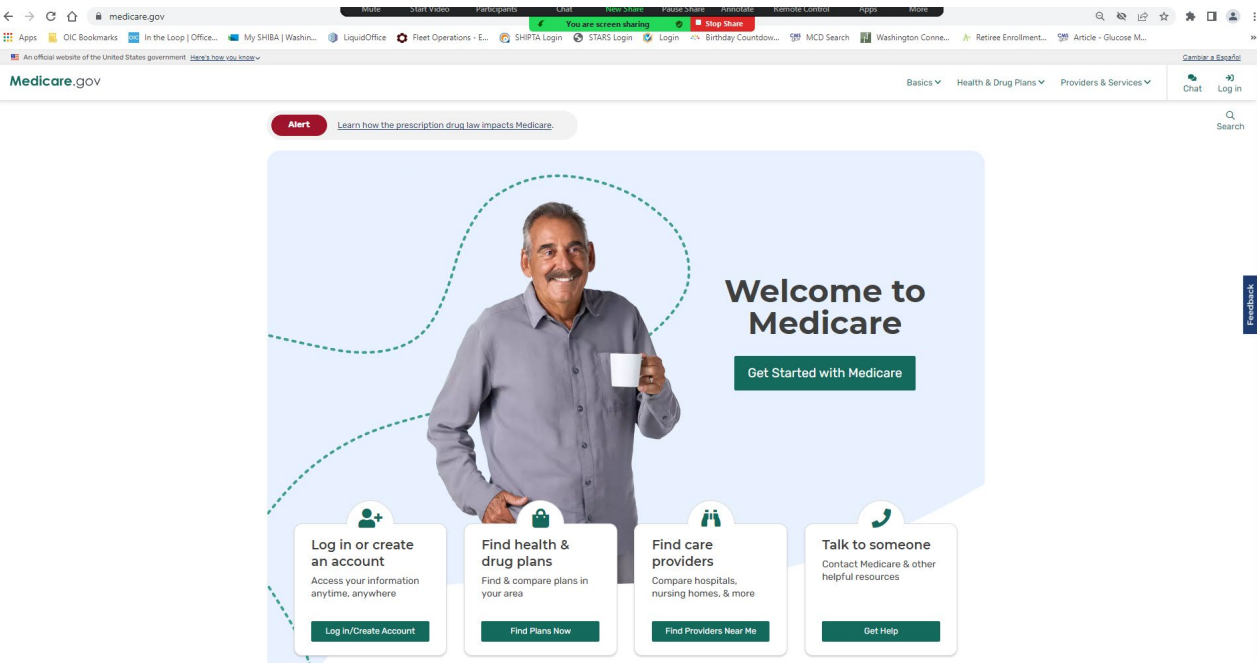 Mute Start Video Participants Chat New Share Pause Share Annotate Remote Control Apps More
medicare.gov
You are screen sharing Stop Share
Apps OIC Bookmarks In the Loop | Office... My SHIBA | Washin... LiquidOffice Fleet Operations - E... SHIPTA Login STARS Login Login Birthday Countdow... MCD Search Washington Conne... Retiree Enrollment... Article - Glucose M... »
An official website of the United States government Here's how you know
Cambiar a Español
Medicare.gov
Basics Health & Drug Plans Providers & Services
Chat Log in
Alert Learn how the prescription drug law impacts Medicare.
Search
Welcome to
Medicare
Get Started with Medicare
Feedback
Log in or create
an account
Access your information
anytime, anywhere
Log in/Create Account
Find health &
drug plans
Find & compare plans in
your area
Find Plans Now
Find care
providers
Compare hospitals,
nursing homes, & more
Find Providers Near Me
Talk to someone
Contact Medicare & other
helpful resources
Get Help